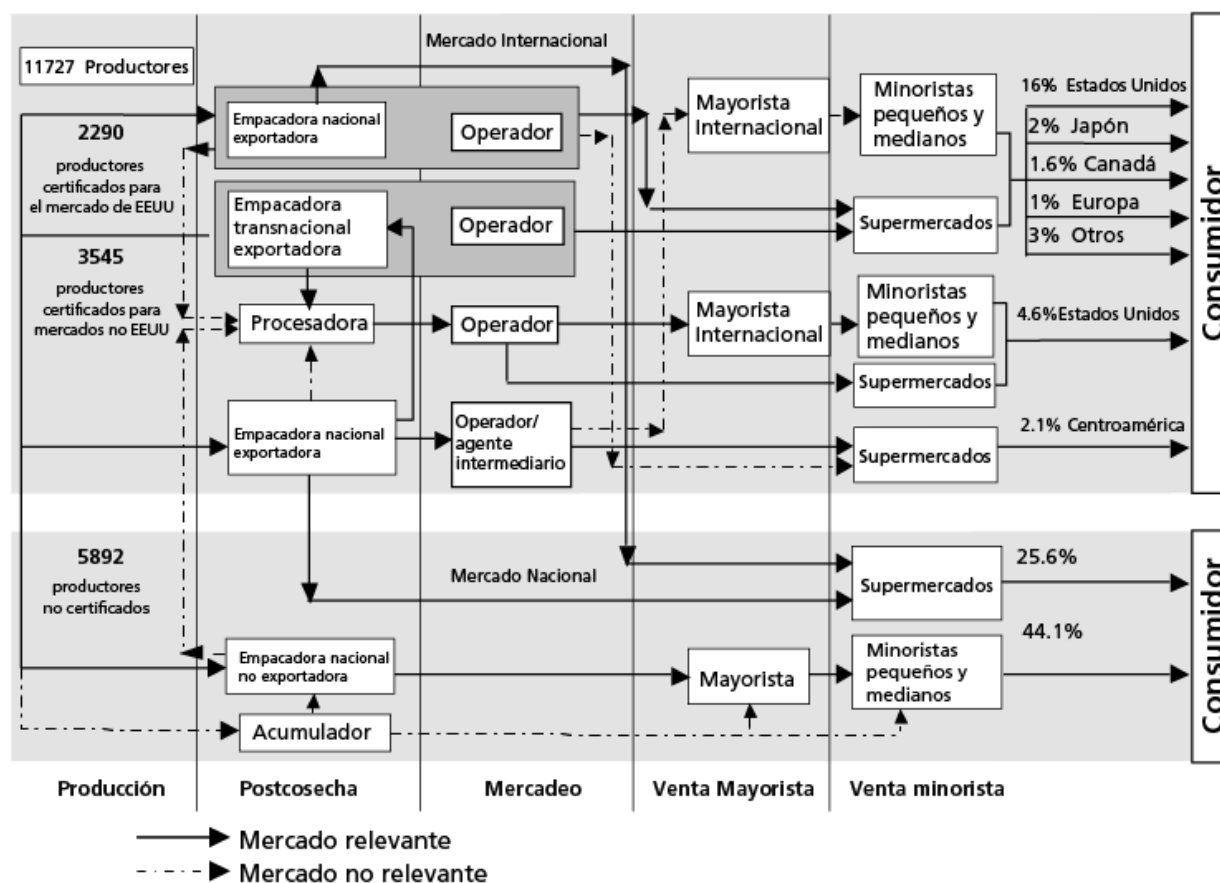 Mercado Internacional
11727 Productores
2290
productores
certificados para
el mercado de EEUU
3545
productores
certificados para
mercados no EEUU
Empacadora nacional
exportadora
Operador
Empacadora
transnacional
exportadora
Operador
Procesadora
Operador
Empacadora nacional
exportadora
Operador/
agente
intermediario
Mayorista
Internacional
Minoristas
pequeños y
medianos
Supermercados
Mayorista
Internacional
Minoristas
pequeños y
medianos
Supermercados
Supermercados
16% Estados Unidos
2% Japón
1.6% Canadá
1% Europa
3% Otros
4.6%Estados Unidos
2.1% Centroamérica
Consumidor
5892
productores
no certificados
Mercado Nacional
Empacadora nacional
no exportadora
Acumulador
Mayorista
Supermercados
Minoristas
pequeños y
medianos
25.6%
44.1%
Consumidor
Producción
Postcosecha
Mercadeo
Venta Mayorista
Venta minorista
Mercado relevante
Mercado no relevante